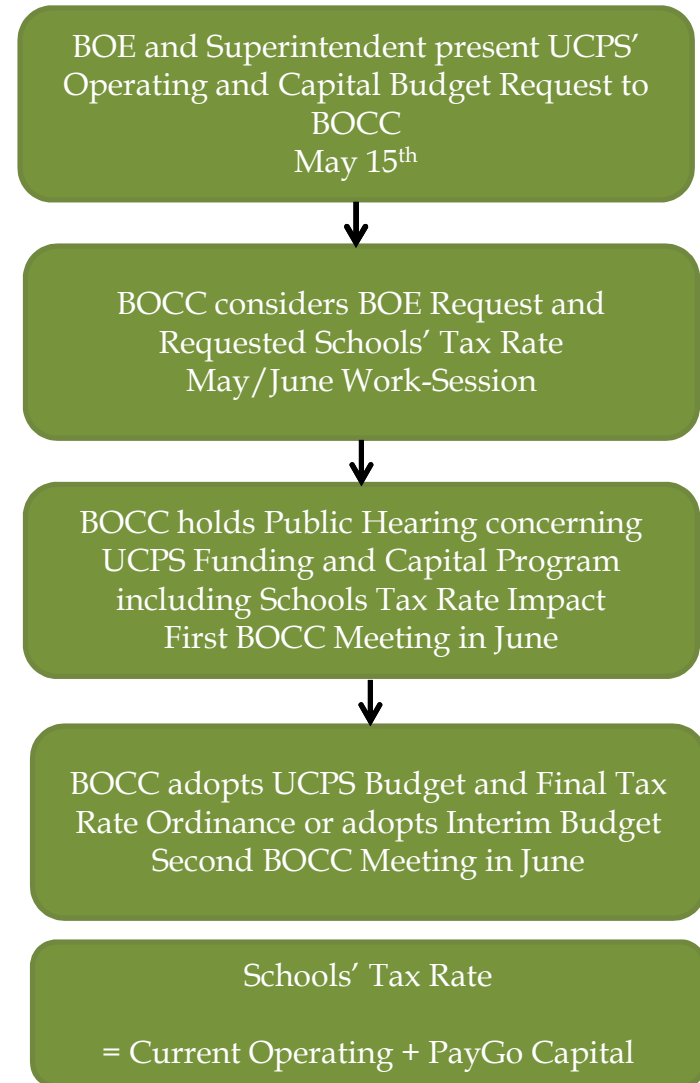 BOE and Superintendent present UCPS’
Operating and Capital Budget Request to
BOCC
May 15th
BOCC considers BOE Request and
Requested Schools’ Tax Rate
May/June Work-Session
BOCC holds Public Hearing concerning
UCPS Funding and Capital Program
including Schools Tax Rate Impact
First BOCC Meeting in June
BOCC adopts UCPS Budget and Final Tax
Rate Ordinance or adopts Interim Budget
Second BOCC Meeting in June
Schools’ Tax Rate
= Current Operating + PayGo Capital